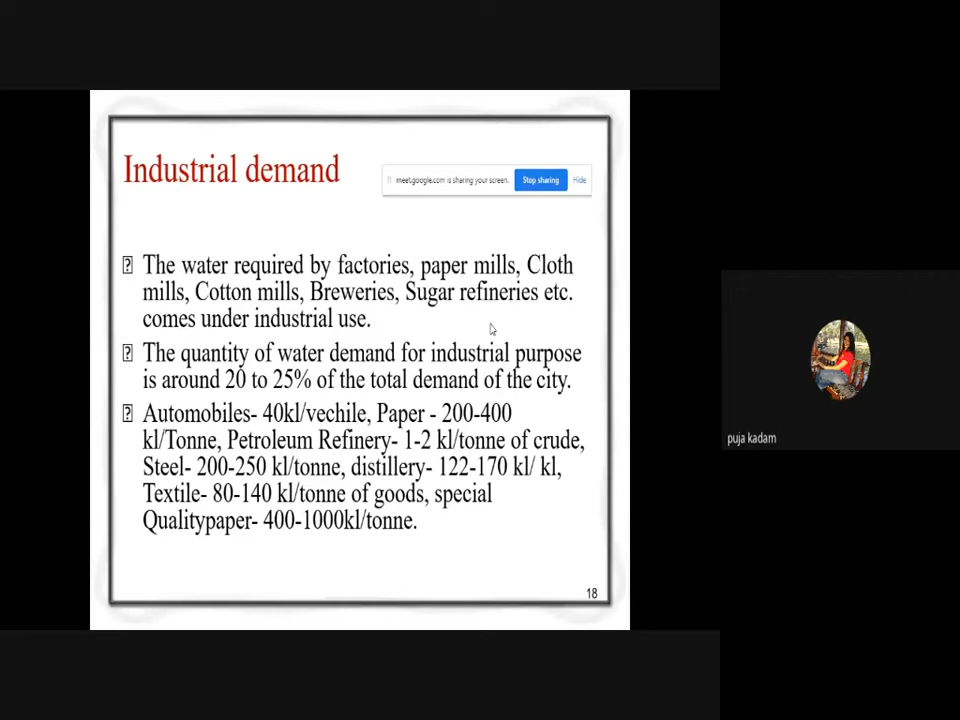 Industrial demand
meet.google.com is sharing your screen. Stop sharing Hide
The water required by factories, paper mills, Cloth
mills, Cotton mills, Breweries, Sugar refineries etc.
comes under industrial use.
The quantity of water demand for industrial purpose
is around 20 to 25% of the total demand of the city.
Automobiles- 40kl/vechile, Paper - 200-400
kl/Tonne, Petroleum Refinery- 1-2 kl/tonne of crude,
Steel- 200-250 kl/tonne, distillery- 122-170 kl/ kl,
Textile- 80-140 kl/tonne of goods, special
Qualitypaper- 400-1000kl/tonne.
18
puja kadam